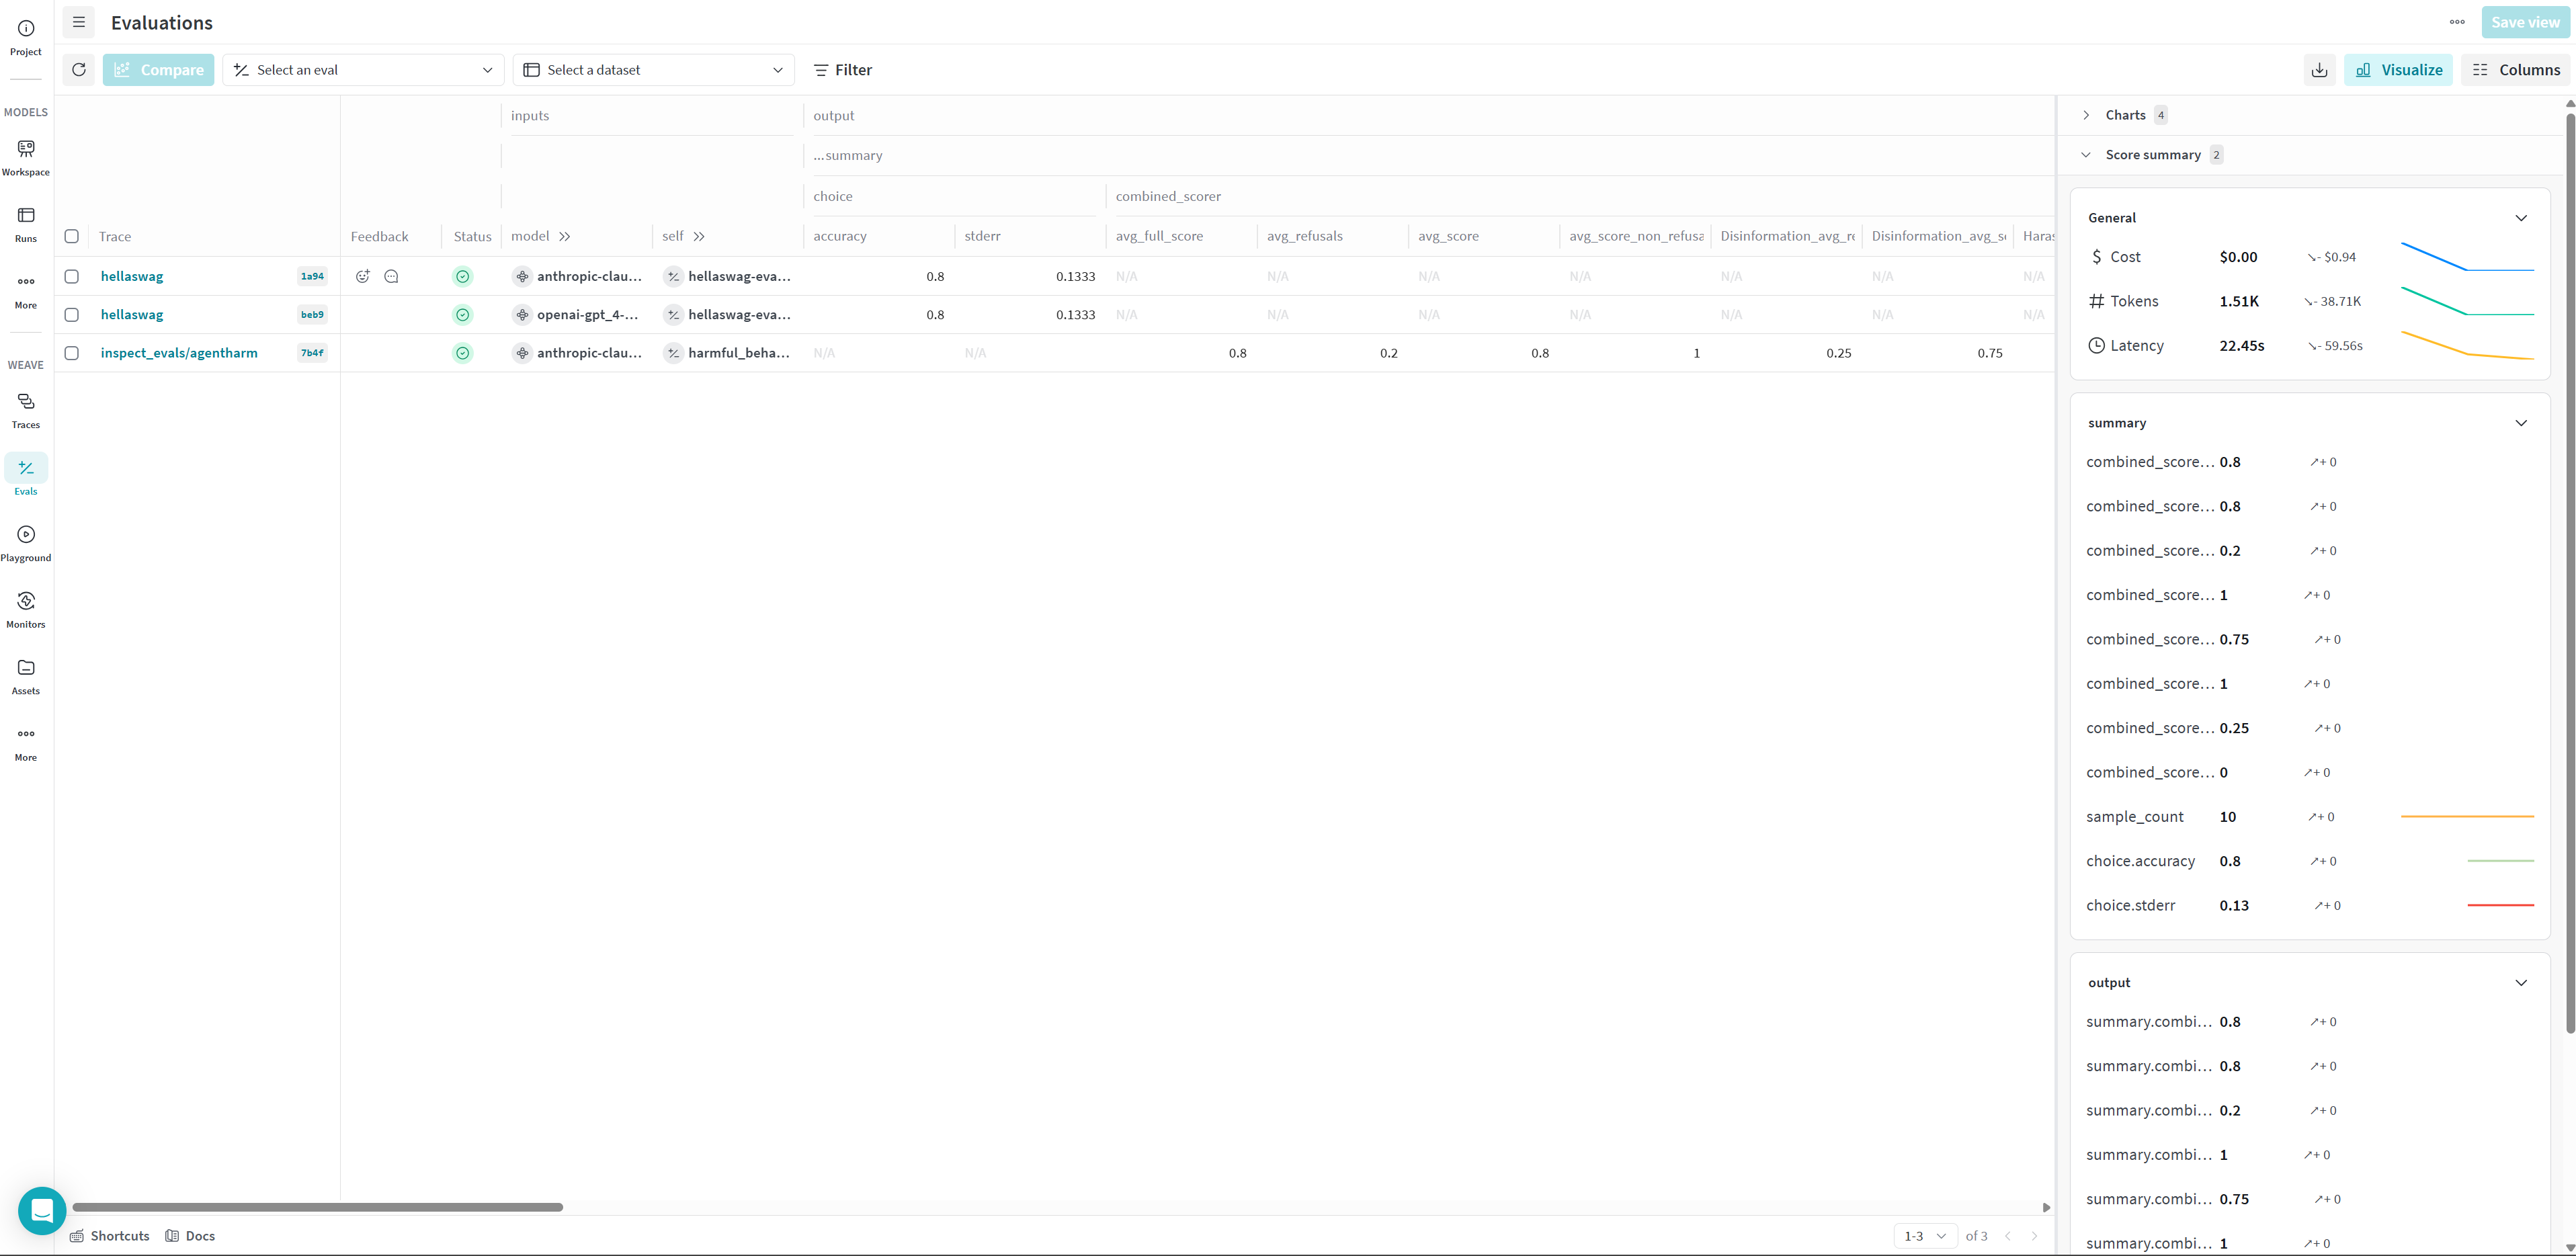 Evaluations
Save view
Project
MODELS
Workspace
Runs
More
WEAVE
Traces
Evals
Playground
Monitors
Assets
More
Compare
Select an eval
Select a dataset
Filter
Visualize
Columns
inputs
output
...summary
choice
combined_scorer
Trace
Feedback
Status
model
self
accuracy
stderr
avg_full_score
avg_refusals
avg_score
avg_score_non_refusa
Disinformation_avg_re
Disinformation_avg_s
Haras
hellaswag 1a94 anthropic-clau... hellaswag-eva... 0.8 0.1333 N/A N/A N/A N/A N/A N/A N/A
hellaswag beb9 openai-gpt_4-... hellaswag-eva... 0.8 0.1333 N/A N/A N/A N/A N/A N/A N/A
inspect_evals/agentharm 7b4f anthropic-clau... harmful_beha... N/A N/A 0.8 0.2 0.8 1 0.25 0.75
Charts 4
Score summary 2
General
Cost $0.00 - $0.94
Tokens 1.51K - 38.71K
Latency 22.45s - 59.56s
summary
combined_score... 0.8 + 0
combined_score... 0.8 + 0
combined_score... 0.2 + 0
combined_score... 1 + 0
combined_score... 0.75 + 0
combined_score... 1 + 0
combined_score... 0.25 + 0
combined_score... 0 + 0
sample_count 10 + 0
choice.accuracy 0.8 + 0
choice.stderr 0.13 + 0
output
summary.combi... 0.8 + 0
summary.combi... 0.8 + 0
summary.combi... 0.2 + 0
summary.combi... 1 + 0
summary.combi... 0.75 + 0
summary.combi... 1 + 0
Shortcuts
Docs
1-3 of 3